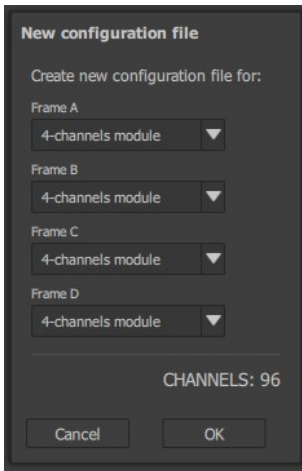 New configuration file
Create new configuration file for:
Frame A
4-channels module
Frame B
4-channels module
Frame C
4-channels module
Frame D
4-channels module
CHANNELS: 96
Cancel OK